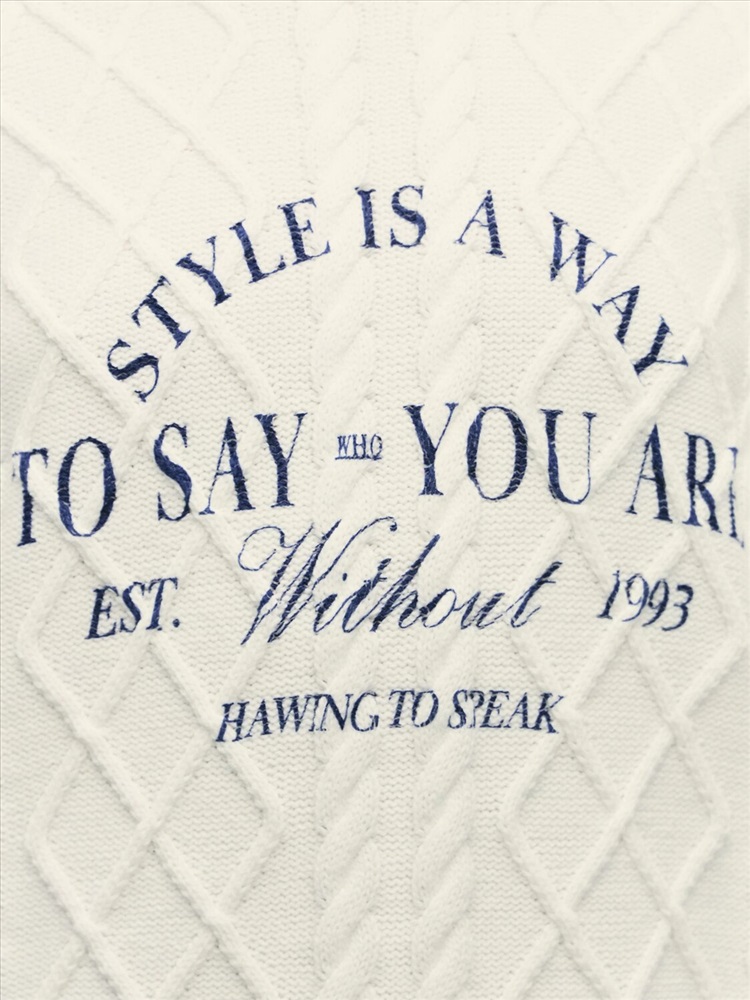 STYLE IS A WAY
TO SAY WHO YOU ARE
EST. Without 1993
HAWING TO SPEAK